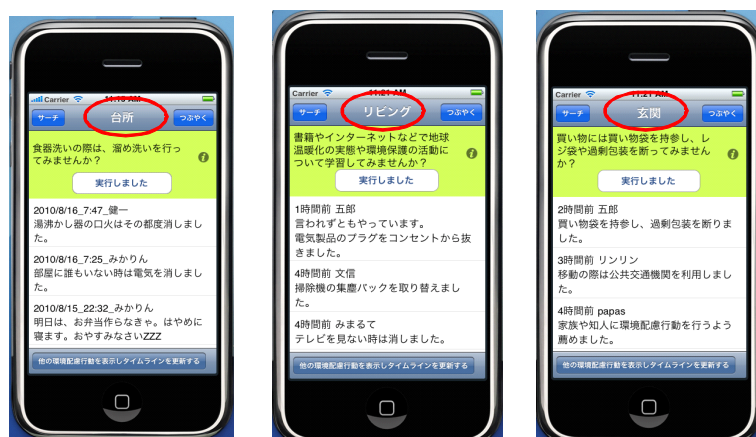 Carrier 11:19 AM
サーチ 台所 つぶやく
食器洗いの際は、溜め洗いを行っ
てみませんか?
実行しました
2010/8/16_7:47_健一
湯沸かし器の口火はその都度消しまし
た。
2010/8/16_7:25_みかりん
部屋に誰もいない時は電気を消しまし
た。
2010/8/15_22:32_みかりん
明日は、お弁当作らなきゃ。はやめに
寝ます。おやすみなさいZZZ
他の環境配慮行動を表示しタイムラインを更新する
Carrier 11:21 AM
サーチ リビング つぶやく
書籍やインターネットなどで地球
温暖化の実態や環境保護の活動に
ついて学習してみませんか?
実行しました
1時間前 五郎
言われずともやっています。
電気製品のプラグをコンセントから抜
きました。
4時間前 文信
掃除機の集塵パックを取り替えまし
た。
4時間前 みまるて
テレビを見ない時は消しました。
他の環境配慮行動を表示しタイムラインを更新する
Carrier 11:21 AM
サーチ 玄関 つぶやく
買い物には買い物袋を持参し、レ
ジ袋や過剰包装を断ってみません
か?
実行しました
2時間前 五郎
買い物袋を持参し、過剰包装を断りま
した。
3時間前 リンリン
移動の際は公共交通機関を利用しまし
た。
4時間前 papas
家族や知人に環境配慮行動を行うよう
薦めました。
他の環境配慮行動を表示しタイムラインを更新する